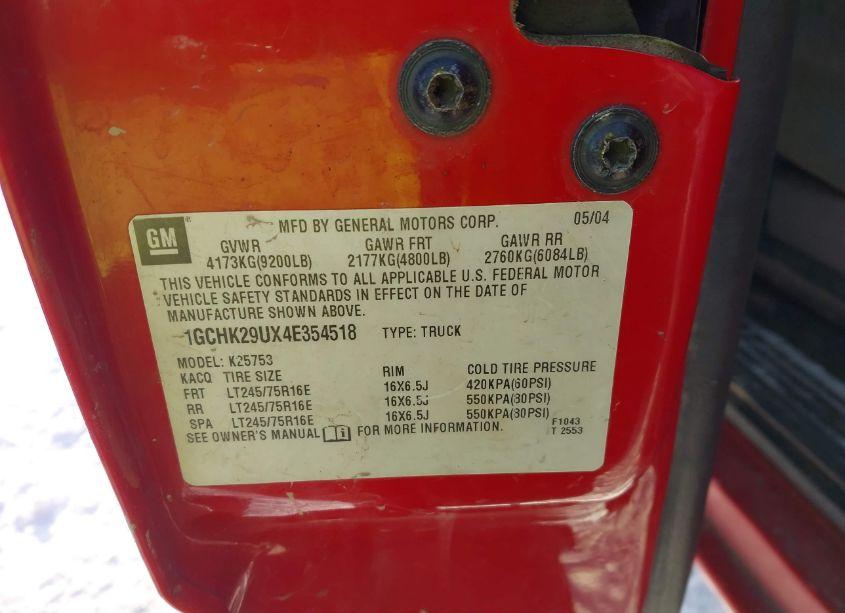 GM
MFD BY GENERAL MOTORS CORP. 05/04
GVWR GAWR FRT GAWR RR
4173KG(9200LB) 2177KG(4800LB) 2760KG(6084LB)
THIS VEHICLE CONFORMS TO ALL APPLICABLE U.S. FEDERAL MOTOR
VEHICLE SAFETY STANDARDS IN EFFECT ON THE DATE OF
MANUFACTURE SHOWN ABOVE.
1GCHK29UX4E354518 TYPE: TRUCK
MODEL: K25753
KACQ TIRE SIZE RIM COLD TIRE PRESSURE
FRT LT245/75R16E 16X6.5J 420KPA(60PSI)
RR LT245/75R16E 16X6.5J 550KPA(80PSI)
SPA LT245/75R16E 16X6.5J 550KPA(80PSI)
SEE OWNER'S MANUAL FOR MORE INFORMATION.
F1043
T 2553